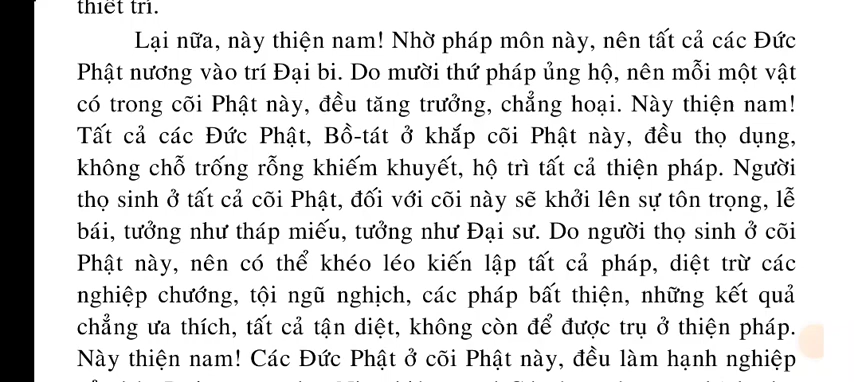 thiết trí.
Lại nữa, này thiện nam! Nhờ pháp môn này, nên tất cả các Đức
Phật nương vào trí Đại bi. Do mười thứ pháp ủng hộ, nên mỗi một vật
có trong cõi Phật này, đều tăng trưởng, chẳng hoại. Này thiện nam!
Tất cả các Đức Phật, Bồ-tát ở khắp cõi Phật này, đều thọ dụng,
không chỗ trống rỗng khiếm khuyết, hộ trì tất cả thiện pháp. Người
thọ sinh ở tất cả cõi Phật, đối với cõi này sẽ khởi lên sự tôn trọng, lễ
bái, tưởng như tháp miếu, tưởng như Đại sư. Do người thọ sinh ở cõi
Phật này, nên có thể khéo léo kiến lập tất cả pháp, diệt trừ các
nghiệp chướng, tội ngũ nghịch, các pháp bất thiện, những kết quả
chẳng ưa thích, tất cả tận diệt, không còn để được trụ ở thiện pháp.
Này thiện nam! Các Đức Phật ở cõi Phật này, đều làm hạnh nghiệp